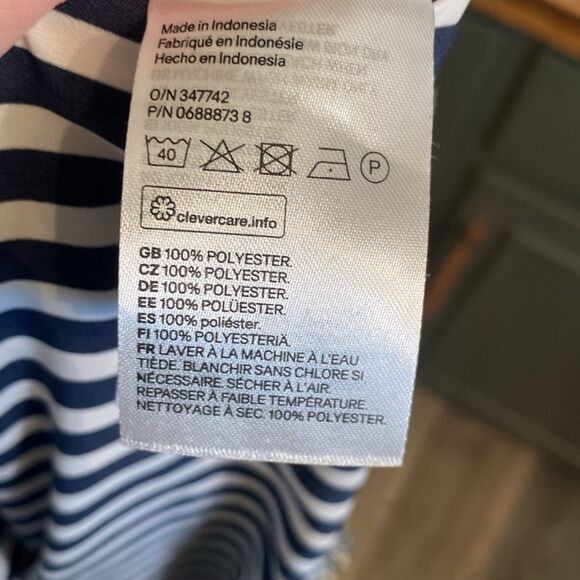 Made in Indonesia
Fabriqué en Indonésie
Hecho en Indonesia
O/N 347742
P/N 0688873 8
40
P
clevercare.info
GB 100% POLYESTER.
CZ 100% POLYESTER.
DE 100% POLYESTER.
EE 100% POLÜESTER.
ES 100% poliéster.
FI 100% POLYESTERIÄ.
FR LAVER À LA MACHINE À L'EAU
TIÈDE. BLANCHIR SANS CHLORE SI
NÉCESSAIRE. SÉCHER À L'AIR.
REPASSER À FAIBLE TEMPÉRATURE.
NETTOYAGE À SEC. 100% POLYESTER.